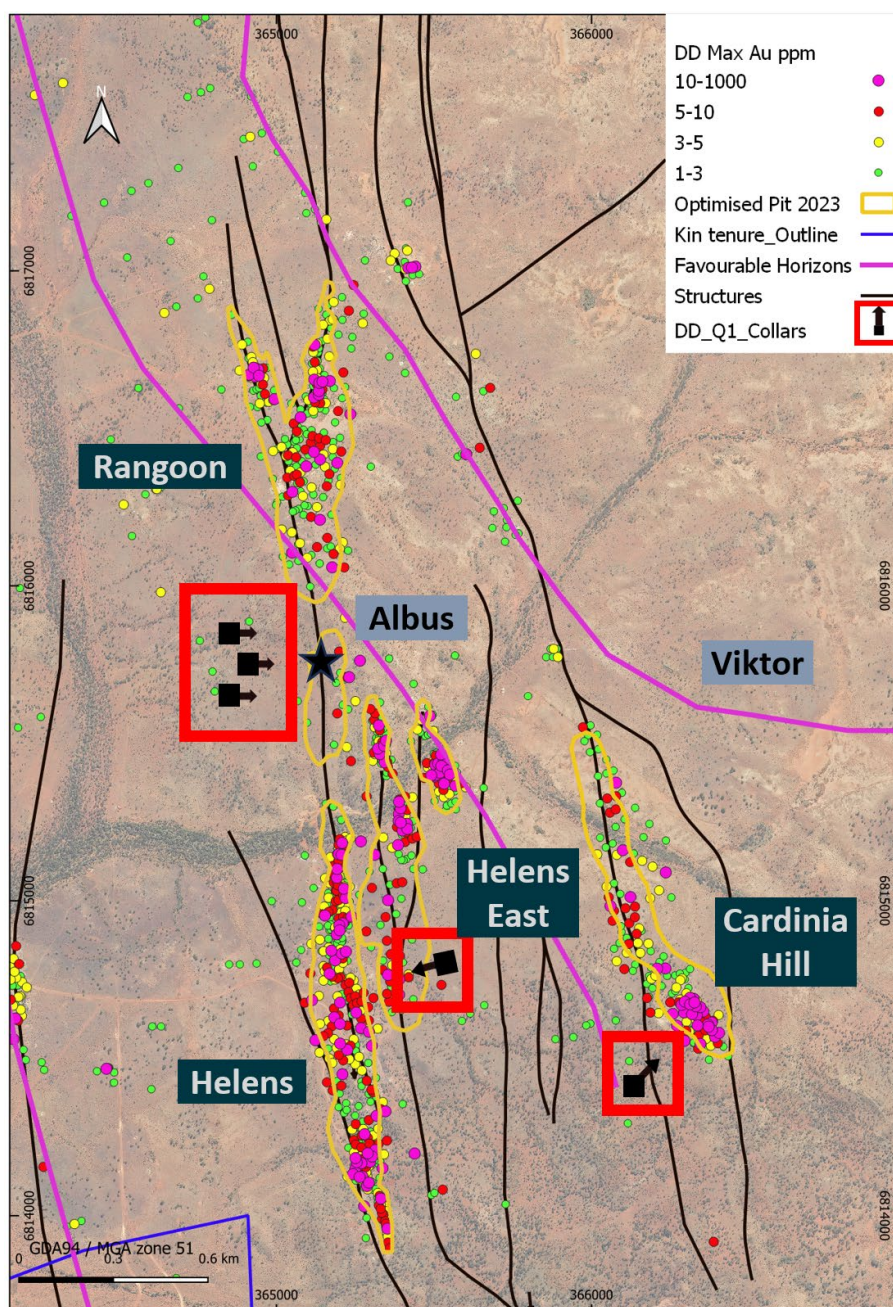 365000
366000
DD Max Au ppm
10-1000
5-10
3-5
1-3
Optimised Pit 2023
Kin tenure_Outline
Favourable Horizons
Structures
DD_Q1_Collars
6817000
Rangoon
6816000
6816000
Albus
Viktor
6815000
6815000
Helens
East
Cardinia
Hill
Helens
6814000
6814000
GDA94 / MGA zone 51
0
0.3
0.6 km
365000
366000